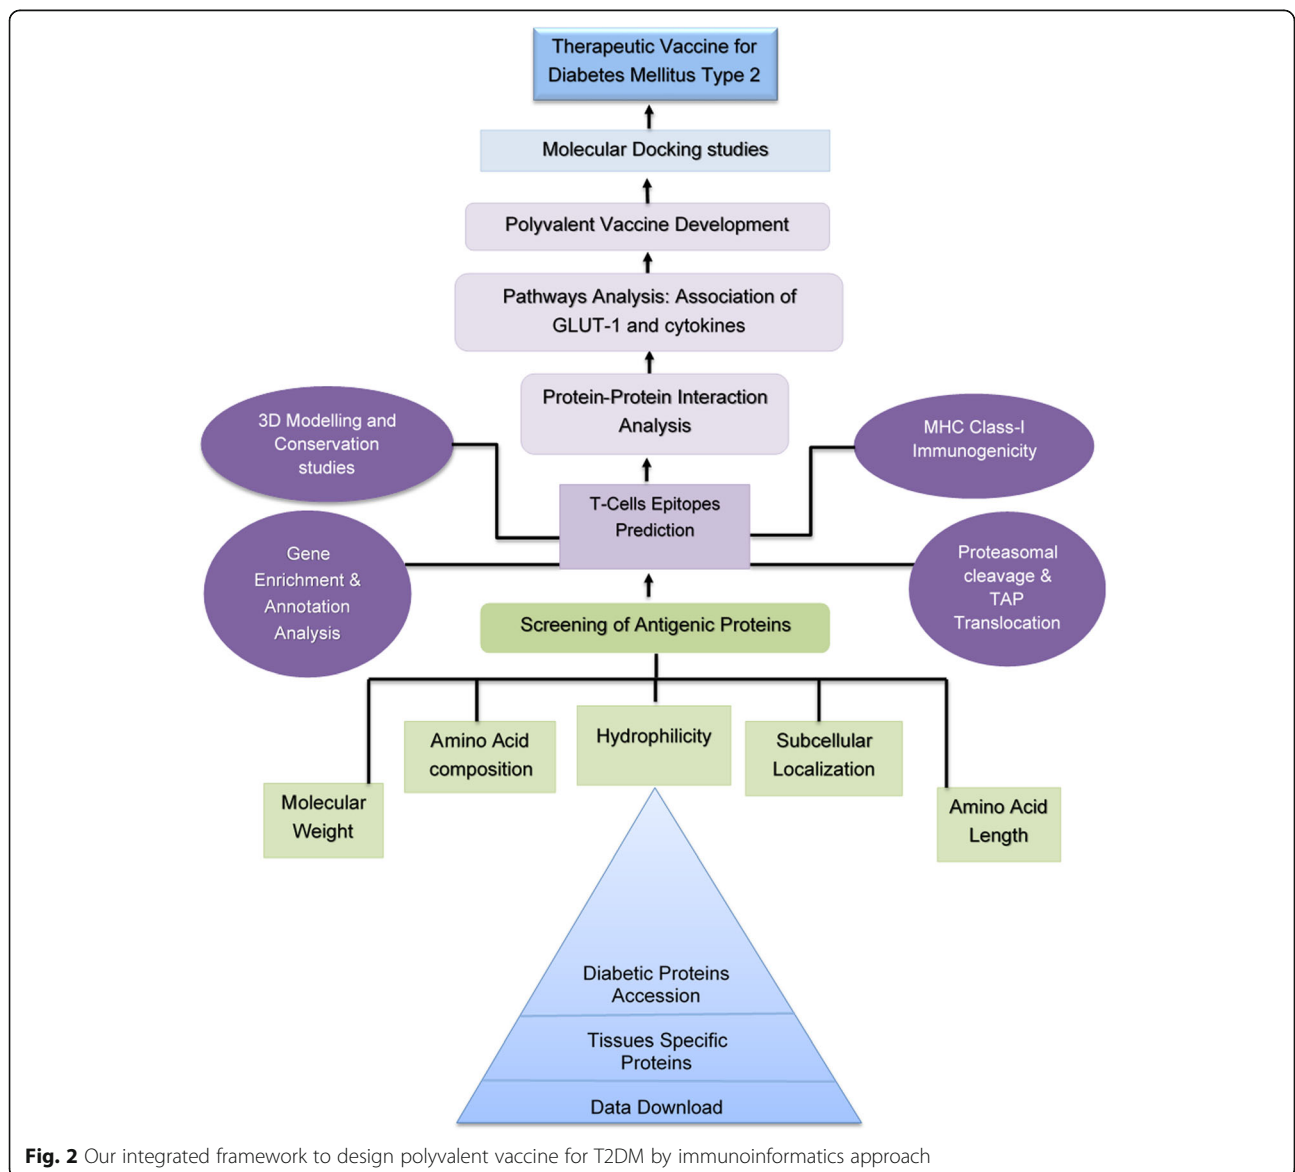 Therapeutic Vaccine for
Diabetes Mellitus Type 2
Molecular Docking studies
Polyvalent Vaccine Development
Pathways Analysis: Association of
GLUT-1 and cytokines
Protein-Protein Interaction
Analysis
3D Modelling and
Conservation
studies
MHC Class-I
Immunogenicity
T-Cells Epitopes
Prediction
Gene
Enrichment &
Annotation
Analysis
Proteasomal
cleavage &
TAP
Translocation
Screening of Antigenic Proteins
Molecular
Weight
Amino Acid
composition
Hydrophilicity
Subcellular
Localization
Amino Acid
Length
Diabetic Proteins
Accession
Tissues Specific
Proteins
Data Download
Fig. 2 Our integrated framework to design polyvalent vaccine for T2DM by immunoinformatics approach